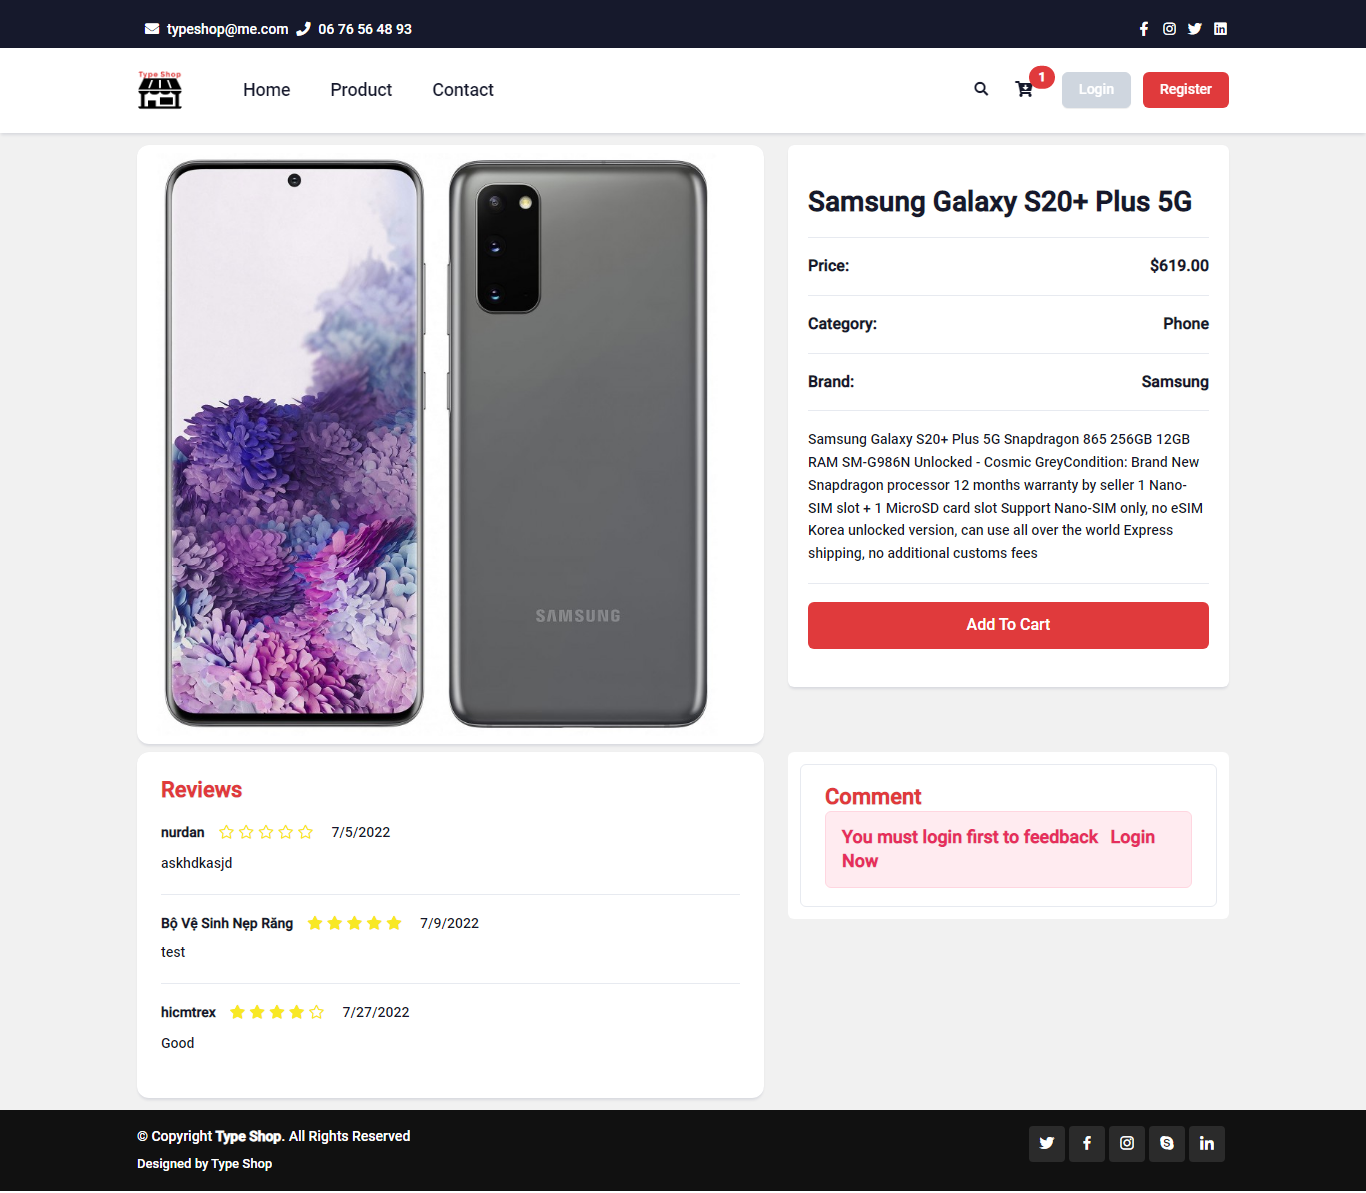 typeshop@me.com 06 76 56 48 93
Type Shop
Home Product Contact
1
Login Register
SAMSUNG
Samsung Galaxy S20+ Plus 5G
Price: $619.00
Category: Phone
Brand: Samsung
Samsung Galaxy S20+ Plus 5G Snapdragon 865 256GB 12GB
RAM SM-G986N Unlocked - Cosmic GreyCondition: Brand New
Snapdragon processor 12 months warranty by seller 1 Nano-
SIM slot + 1 MicroSD card slot Support Nano-SIM only, no eSIM
Korea unlocked version, can use all over the world Express
shipping, no additional customs fees
Add To Cart
Reviews
nurdan 7/5/2022
askhdkasjd
Bộ Vệ Sinh Nẹp Răng 7/9/2022
test
hicmtrex 7/27/2022
Good
Comment
You must login first to feedback Login
Now
© Copyright Type Shop. All Rights Reserved
Designed by Type Shop